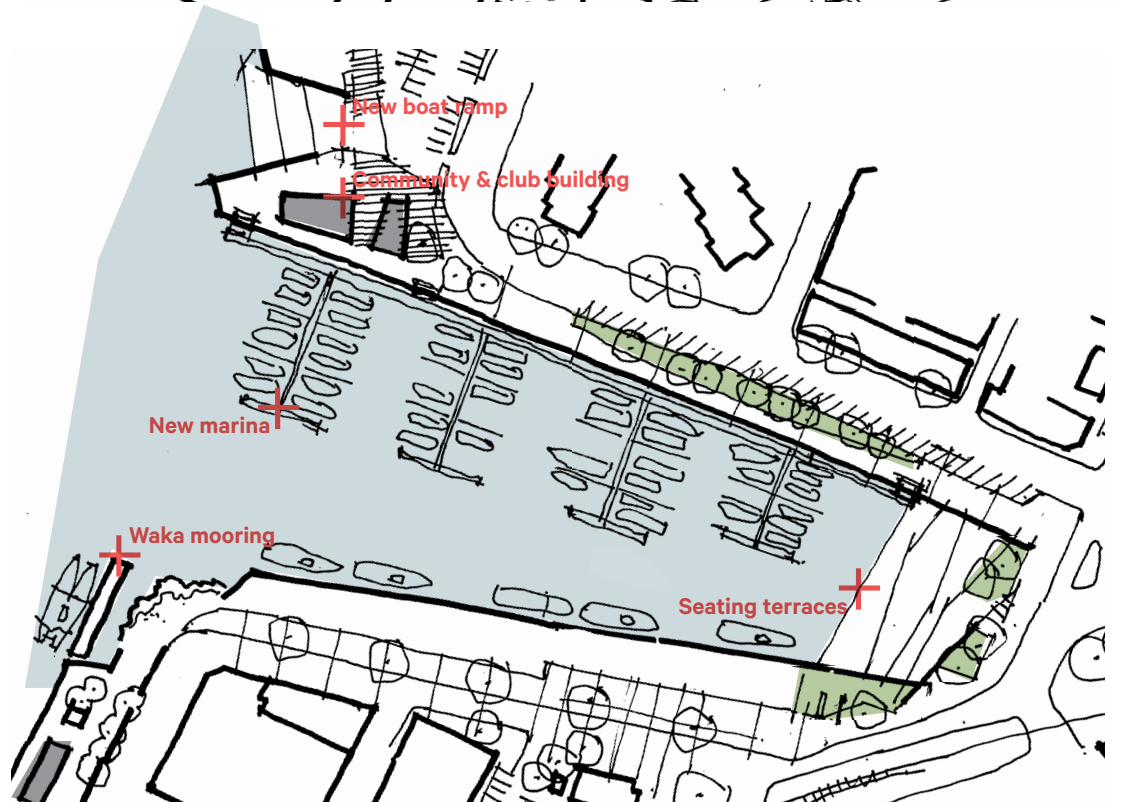 New boat ramp
Community & club building
New marina
Waka mooring
Seating terraces